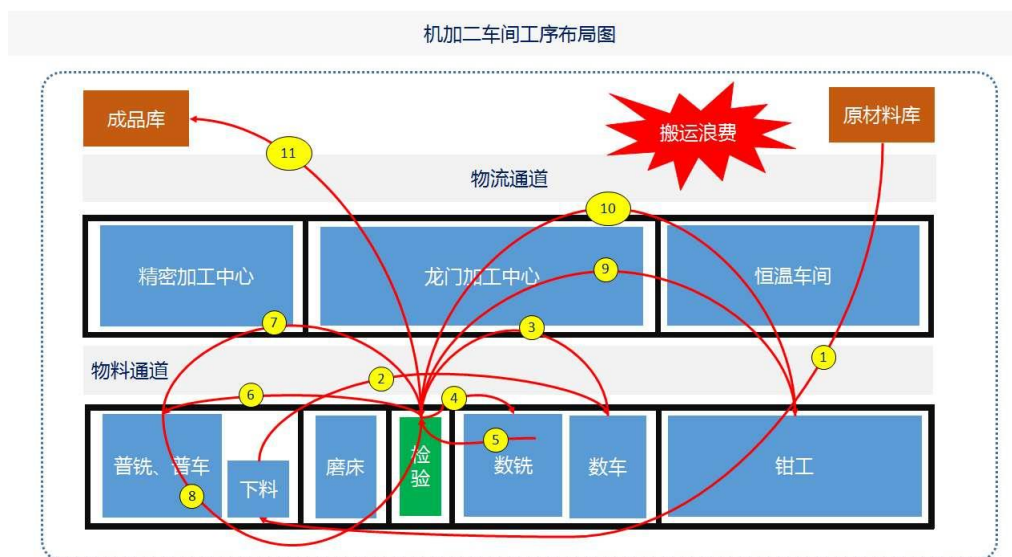 机加二车间工序布局图
成品库
搬运浪费
原材料库
11
物流通道
10
精密加工中心
龙门加工中心
9
恒温车间
7
3
物料通道
2
1
6
4
普铣、普车
下料
磨床
检
验
5
数铣
数车
钳工
8